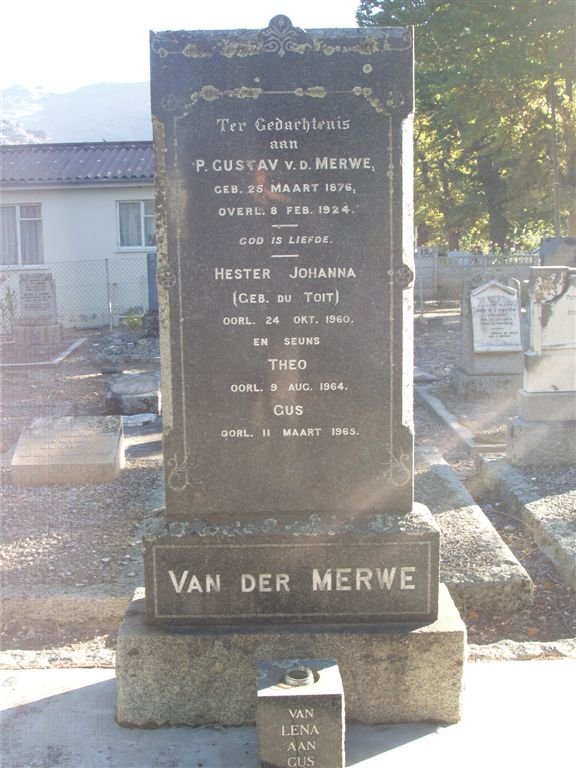 Ter Gedachtenis
aan
P. GUSTAV V.D. MERWE,
GEB. 25 MAART 1876,
OVERL. 8 FEB. 1924.
GOD IS LIEFDE.
HESTER JOHANNA
(GEB. DU TOIT)
OORL. 24 OKT. 1960.
EN SEUNS
THEO
OORL. 9 AUG. 1964.
GUS
OORL. 11 MAART 1965.
VAN DER MERWE
VAN
LENA
AAN
GUS